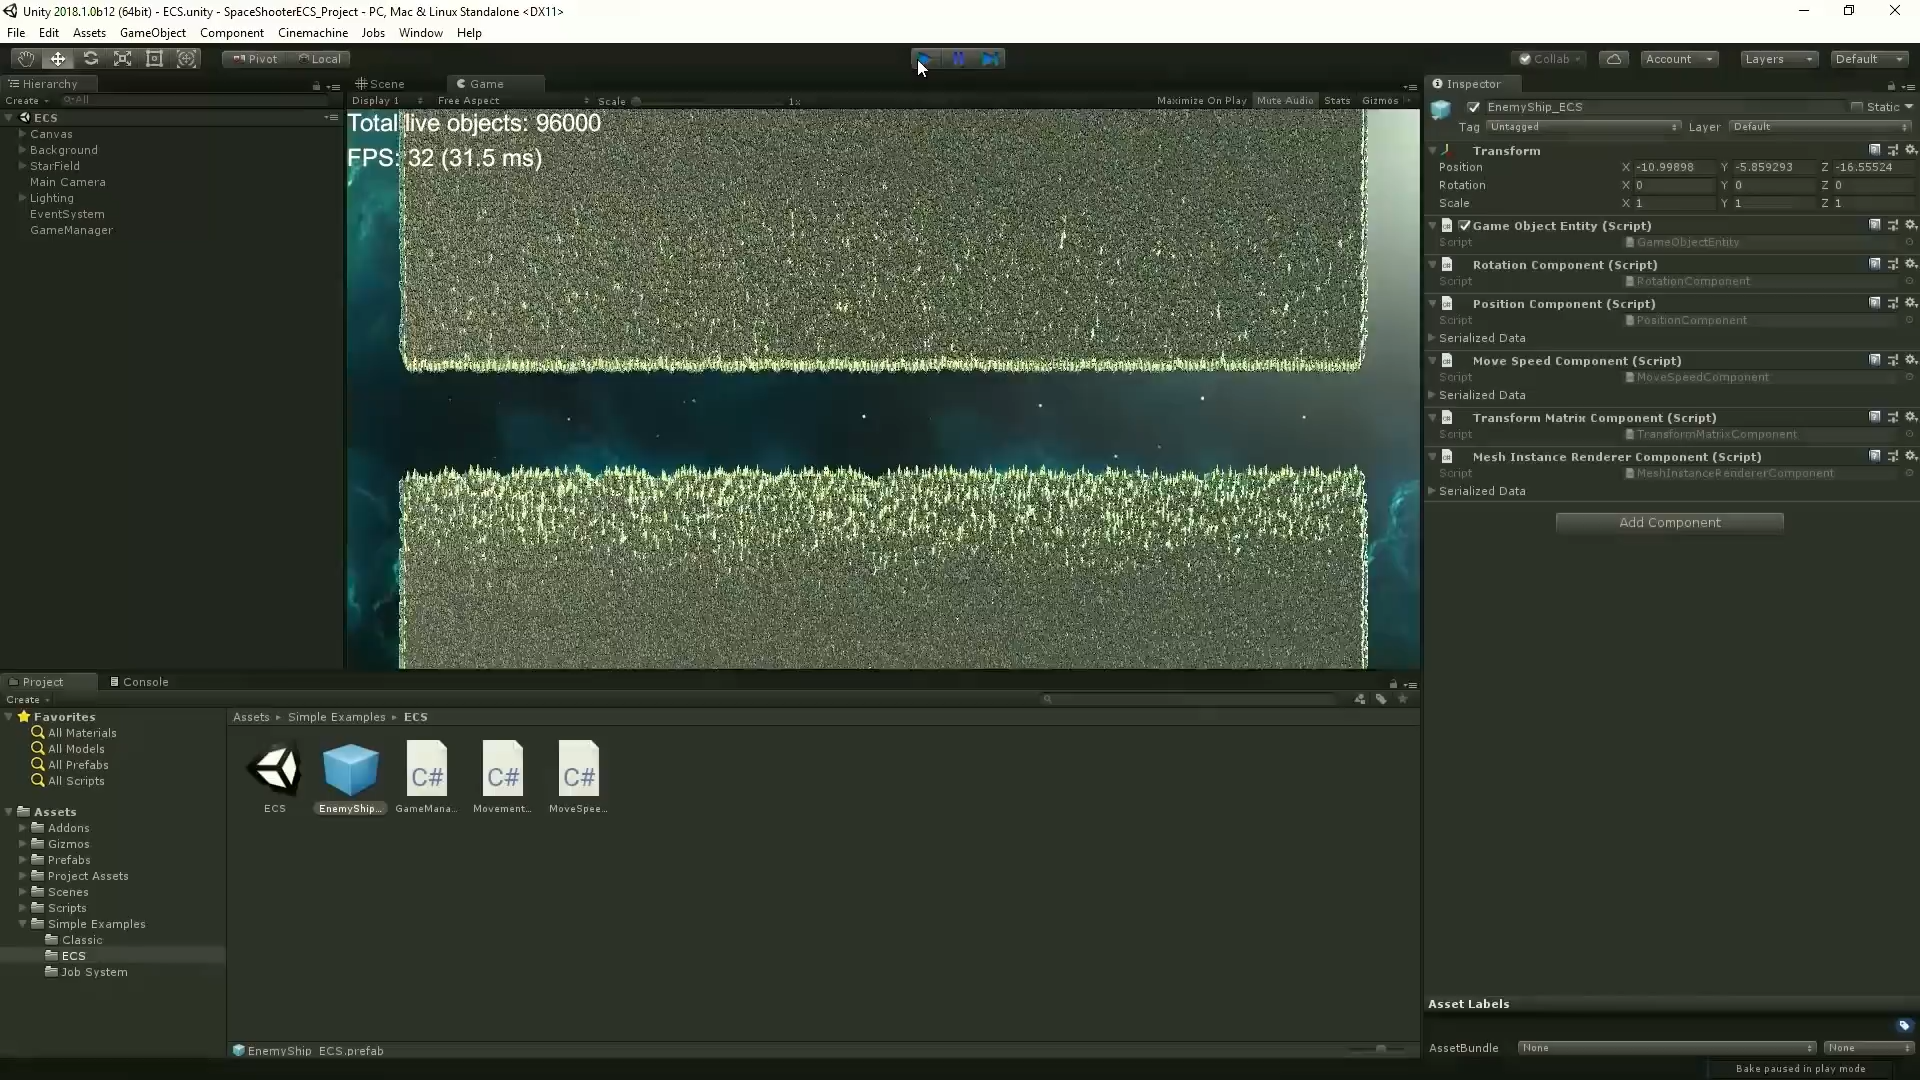 Unity 2018.1.0b12 (64bit) - ECS.unity - SpaceShooterECS_Project - PC, Mac & Linux Standalone <DX11>
File Edit Assets GameObject Component Cinemachine Jobs Window Help
Pivot Local Collab Account Layers Default
Hierarchy
Create All
ECS
Canvas
Background
StarField
Main Camera
Lighting
EventSystem
GameManager
Scene Game
Display 1 Free Aspect Scale 1x Maximize On Play Mute Audio Stats Gizmos
Total live objects: 96000
FPS: 32 (31.5 ms)
Inspector
EnemyShip_ECS Static
Tag Untagged Layer Default
Transform
Position X -10.99898 Y -5.859293 Z -16.55524
Rotation X 0 Y 0 Z 0
Scale X 1 Y 1 Z 1
Game Object Entity (Script)
Script GameObjectEntity
Rotation Component (Script)
Script RotationComponent
Position Component (Script)
Script PositionComponent
Serialized Data
Move Speed Component (Script)
Script MoveSpeedComponent
Serialized Data
Transform Matrix Component (Script)
Script TransformMatrixComponent
Mesh Instance Renderer Component (Script)
Script MeshInstanceRendererComponent
Serialized Data
Add Component
Project Console
Create
Favorites
All Materials
All Models
All Prefabs
All Scripts
Assets
Addons
Gizmos
Prefabs
Project Assets
Scenes
Scripts
Simple Examples
Classic
ECS
Job System
Assets Simple Examples ECS
C# C# C#
ECS EnemyShip... GameMana... Movement... MoveSpee...
EnemyShip_ECS.prefab
Asset Labels
AssetBundle None None
Bake paused in play mode